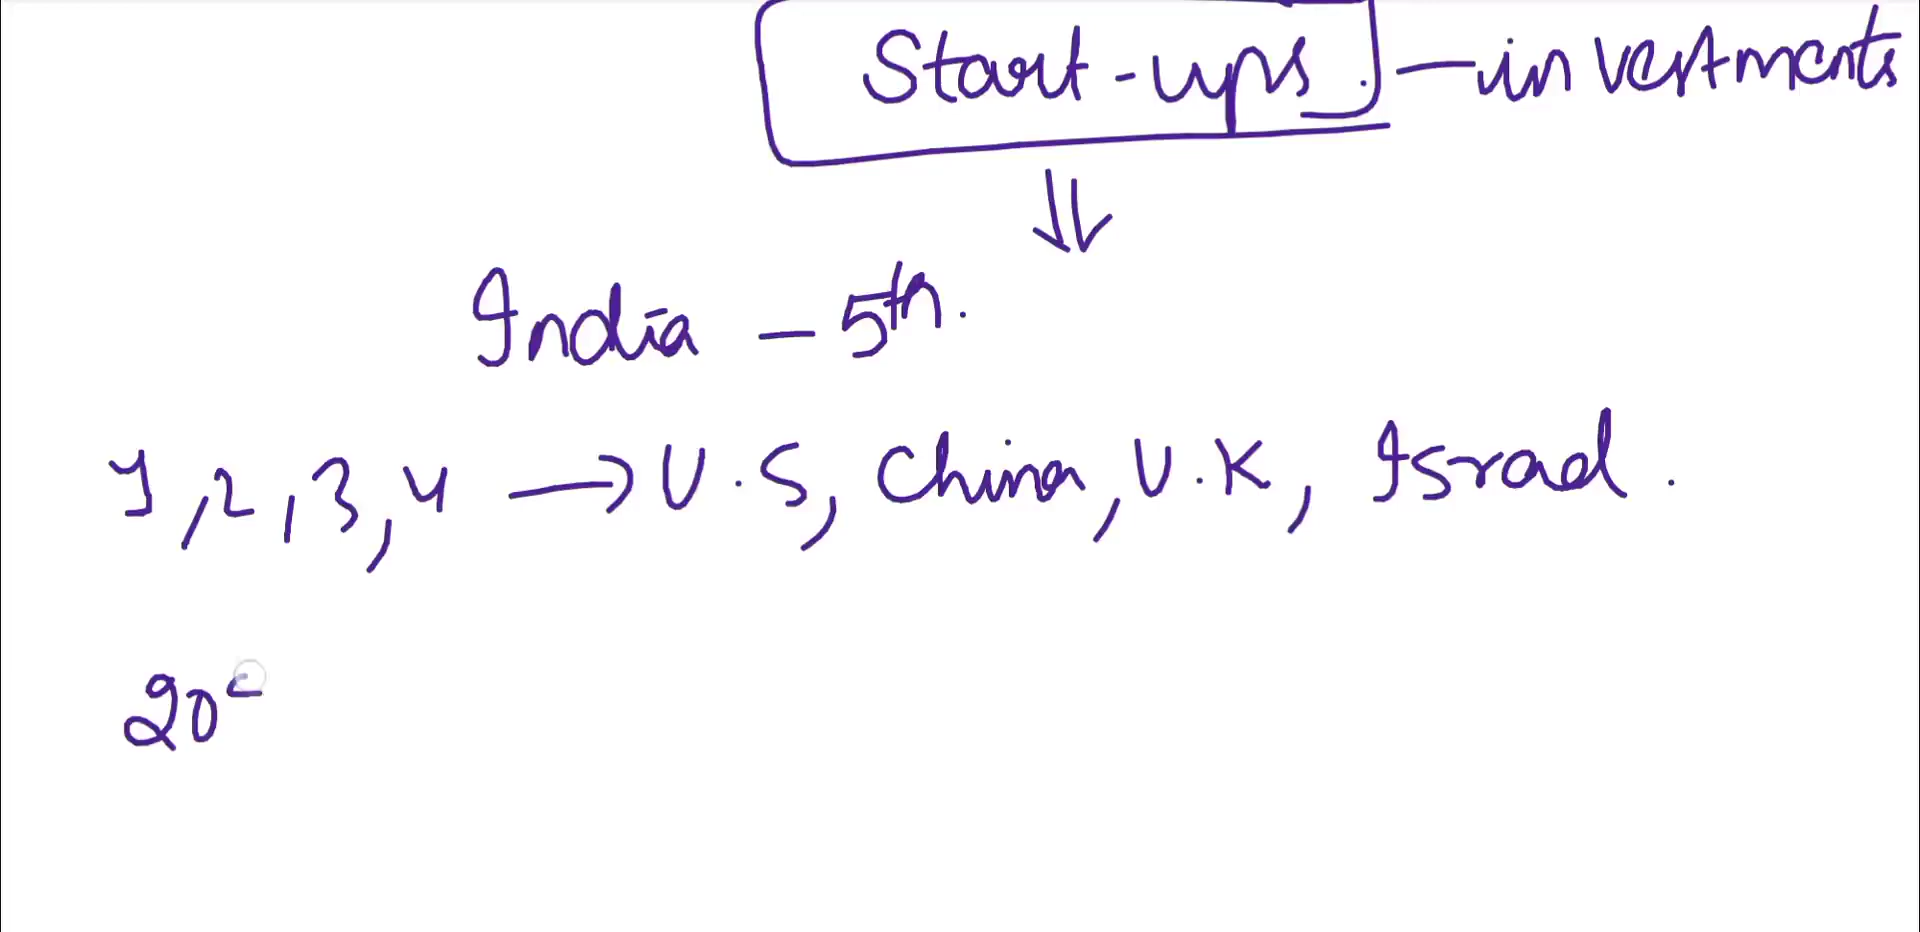 Start-ups. — investments
India – 5th.
1, 2, 3, 4 → U.S, China, U.K, Israel.
20